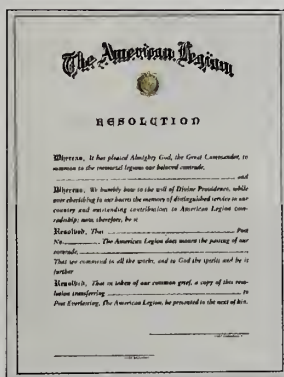 The American Legion
RESOLUTION
Whereas, It has pleased Almighty God, the Great Commander, to
summon to the immortal legions our beloved comrade,
and
Whereas, We humbly bow to the will of Divine Providence, while
ever cherishing in our hearts the memory of distinguished service to our
country and outstanding contributions to American Legion com-
radeship; now, therefore, be it
Resolved, That Post
No. The American Legion does mourn the passing of our
comrade,
That we commend to all the works, and to God the spirit; and be it
further
Resolved, That in token of our common grief, a copy of this reso-
lution transferring to
Post Everlasting, The American Legion, be presented to the next of kin.